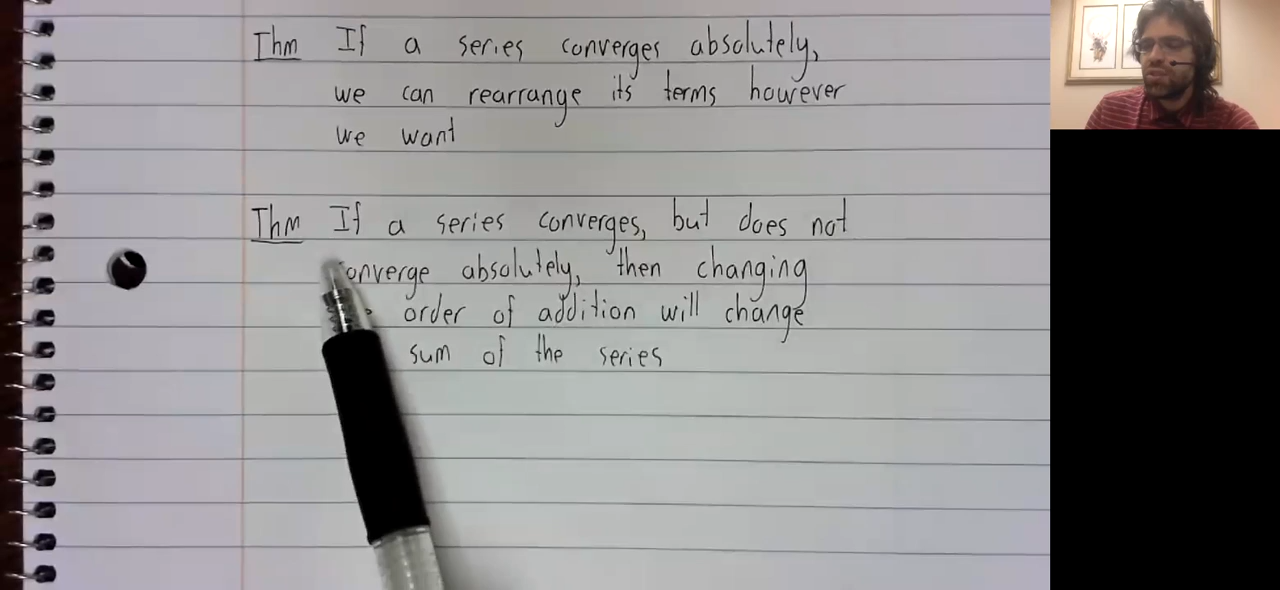 Thm If a series converges absolutely,
we can rearrange its terms however
we want
Thm If a series converges, but does not
converge absolutely, then changing
order of addition will change
sum of the series